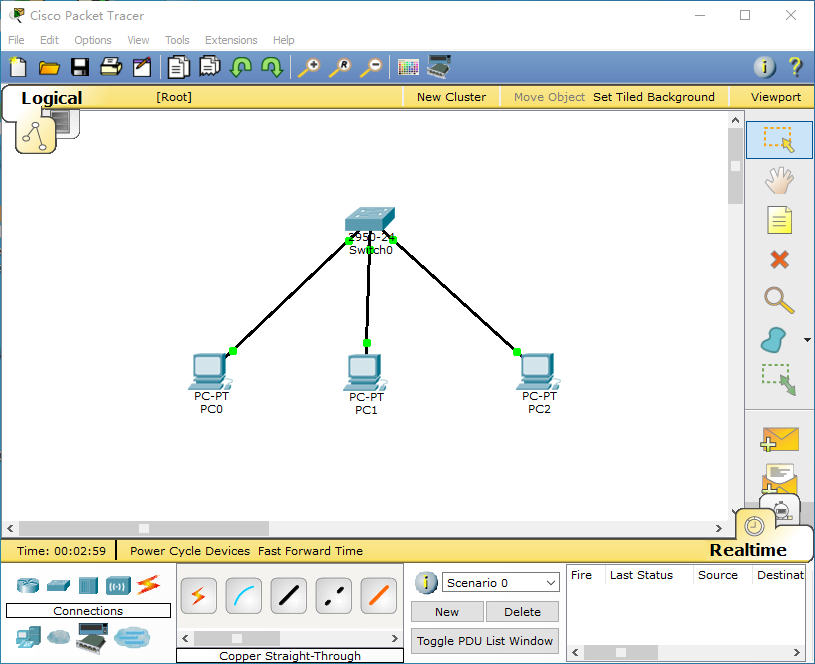 Cisco Packet Tracer
File Edit Options View Tools Extensions Help
Logical [Root] New Cluster Move Object Set Tiled Background Viewport
2950-24
Switch0
PC-PT
PC0
PC-PT
PC1
PC-PT
PC2
Time: 00:02:59 Power Cycle Devices Fast Forward Time Realtime
Connections
Copper Straight-Through
Scenario 0
New Delete
Toggle PDU List Window
Fire Last Status Source Destinat